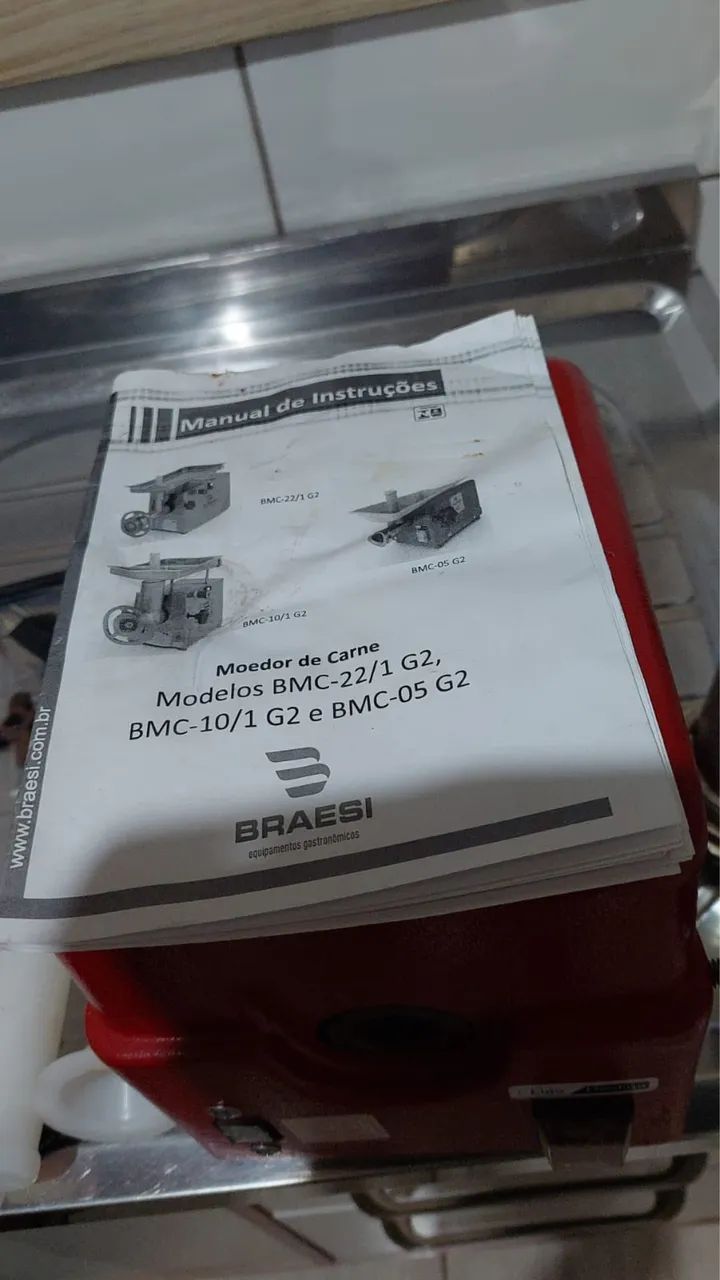 Manual de Instruções
BMC-22/1 G2
BMC-05 G2
BMC-10/1 G2
Moedor de Carne
Modelos BMC-22/1 G2,
BMC-10/1 G2 e BMC-05 G2
BRAESI
equipamentos gastronômicos
www.braesi.com.br